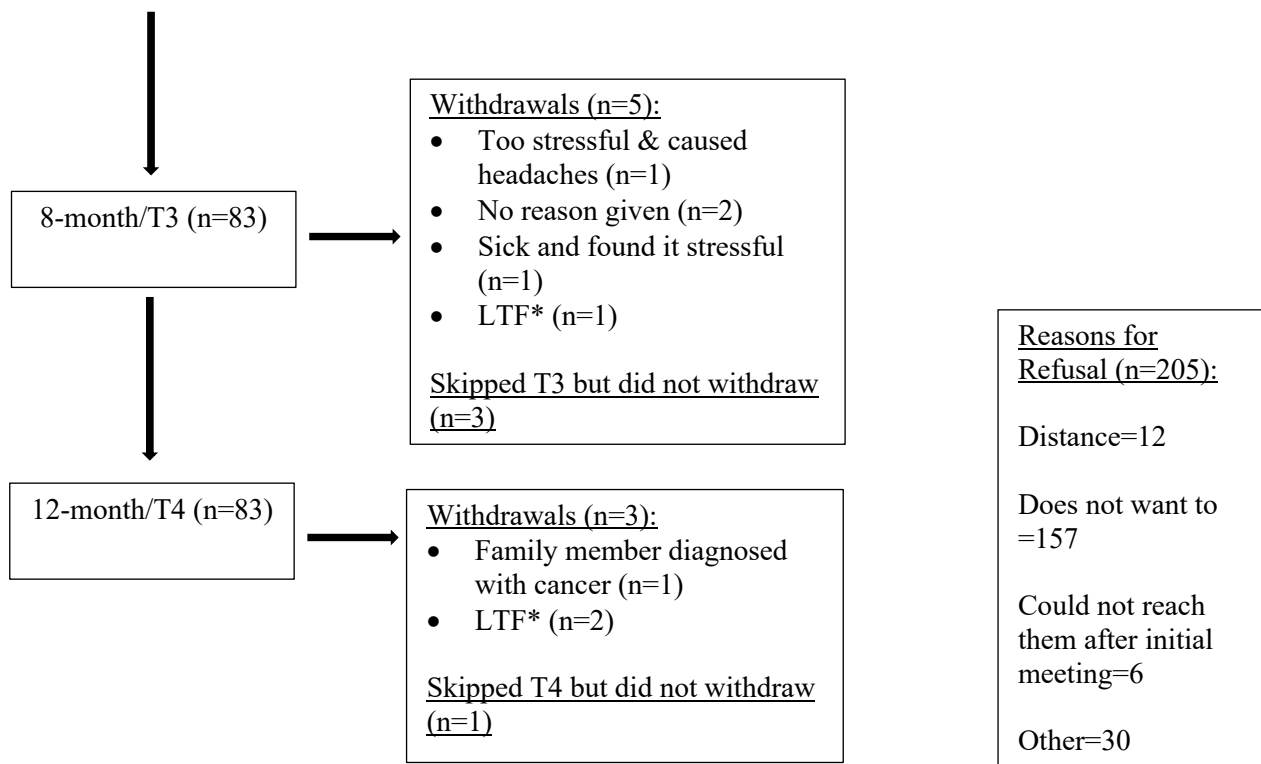 8-month/T3 (n=83)
Withdrawals (n=5):
• Too stressful & caused
headaches (n=1)
• No reason given (n=2)
• Sick and found it stressful
(n=1)
• LTF* (n=1)
Skipped T3 but did not withdraw
(n=3)
12-month/T4 (n=83)
Withdrawals (n=3):
• Family member diagnosed
with cancer (n=1)
• LTF* (n=2)
Skipped T4 but did not withdraw
(n=1)
Reasons for
Refusal (n=205):
Distance=12
Does not want to
=157
Could not reach
them after initial
meeting=6
Other=30